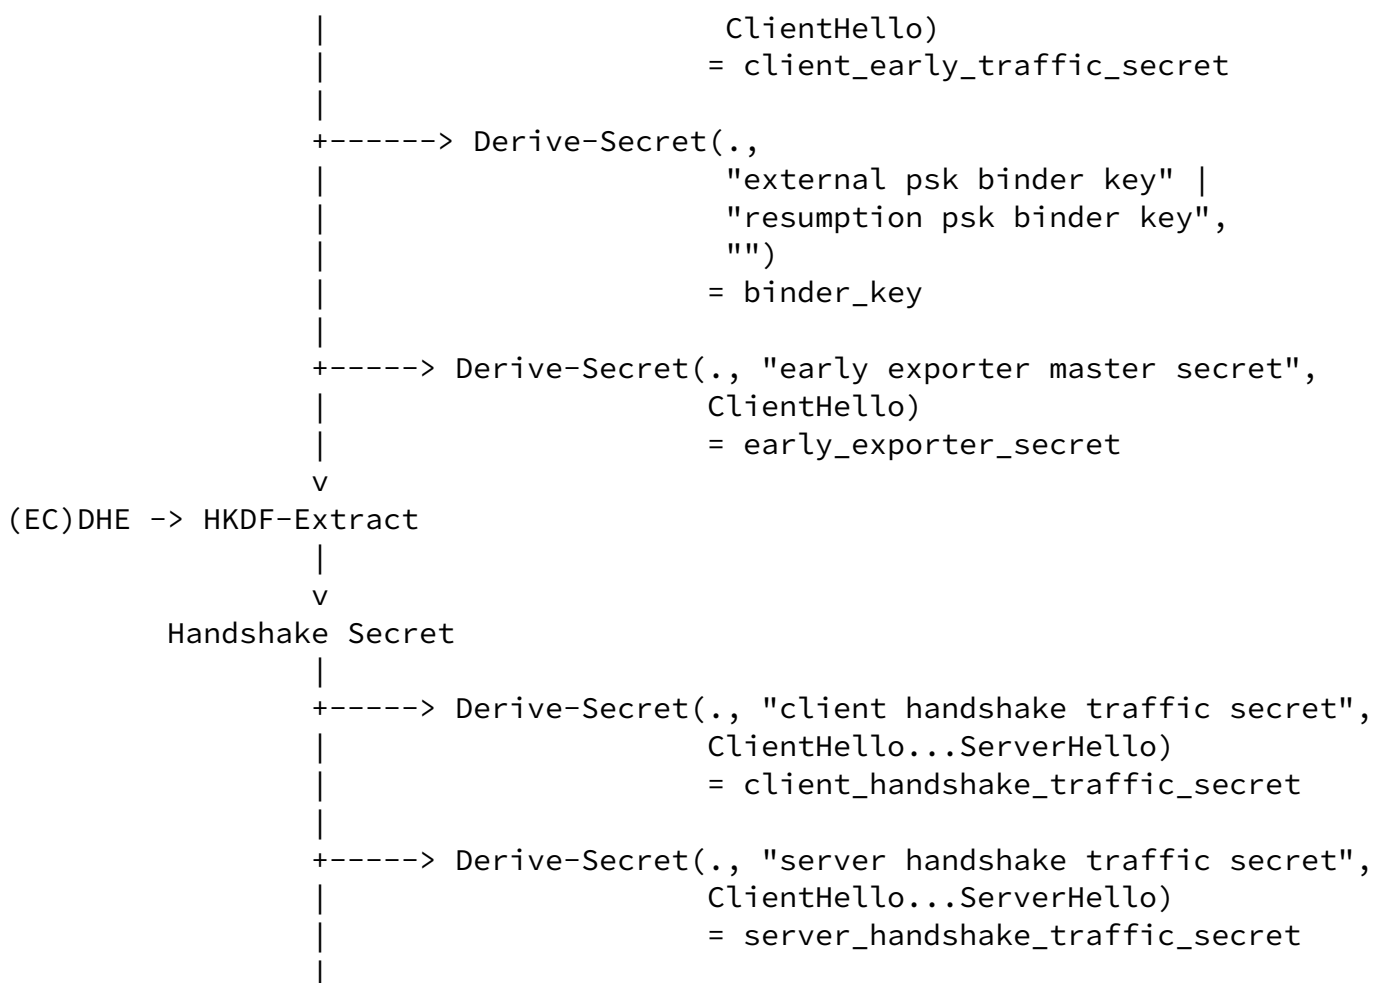 |                      ClientHello)
                 |                     = client_early_traffic_secret
                 |
                 +------> Derive-Secret(.,
                 |                      "external psk binder key" |
                 |                      "resumption psk binder key",
                 |                      "")
                 |                     = binder_key
                 |
                 +-----> Derive-Secret(., "early exporter master secret",
                 |                     ClientHello)
                 |                     = early_exporter_secret
                 v
(EC)DHE -> HKDF-Extract
                 |
                 v
         Handshake Secret
                 |
                 +-----> Derive-Secret(., "client handshake traffic secret",
                 |                     ClientHello...ServerHello)
                 |                     = client_handshake_traffic_secret
                 |
                 +-----> Derive-Secret(., "server handshake traffic secret",
                 |                     ClientHello...ServerHello)
                 |                     = server_handshake_traffic_secret
                 |